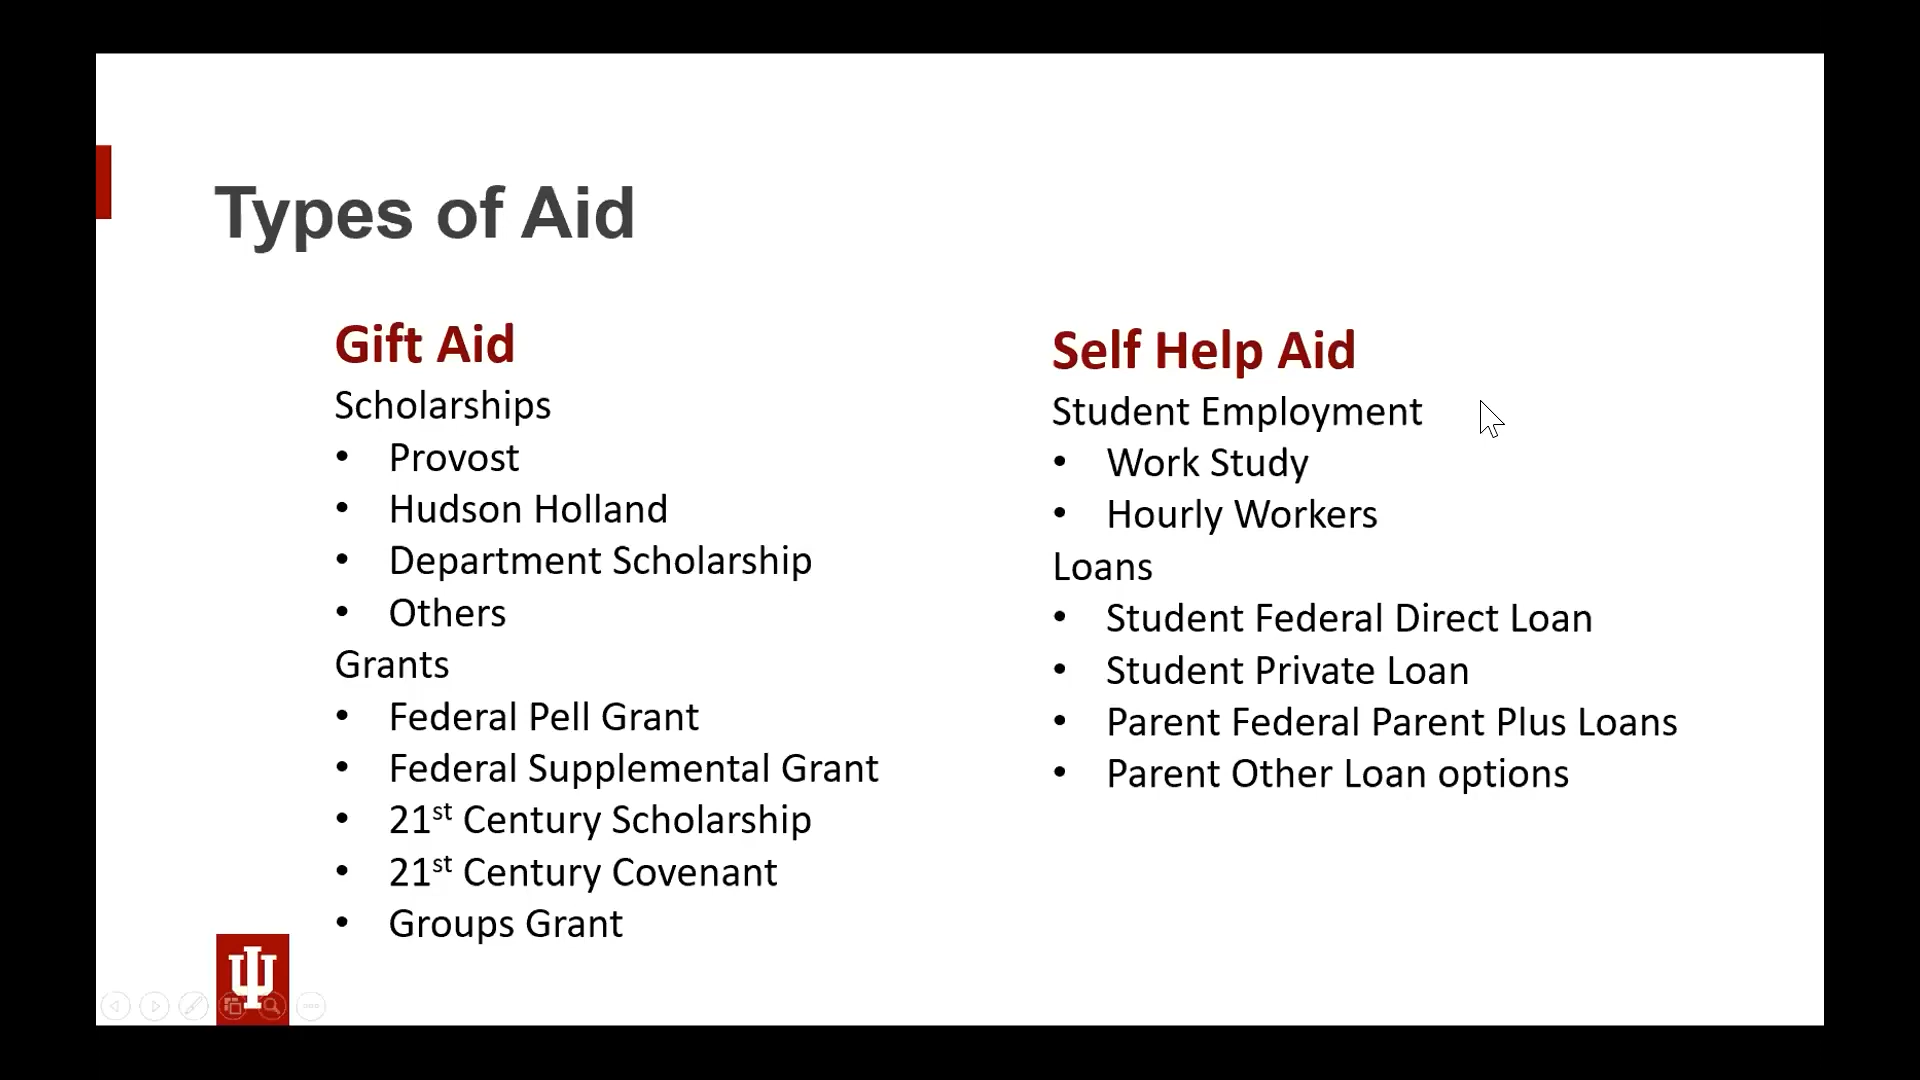 Types of Aid
Gift Aid
Scholarships
• Provost
• Hudson Holland
• Department Scholarship
• Others
Grants
• Federal Pell Grant
• Federal Supplemental Grant
• 21st Century Scholarship
• 21st Century Covenant
• Groups Grant
Self Help Aid
Student Employment
• Work Study
• Hourly Workers
Loans
• Student Federal Direct Loan
• Student Private Loan
• Parent Federal Parent Plus Loans
• Parent Other Loan options